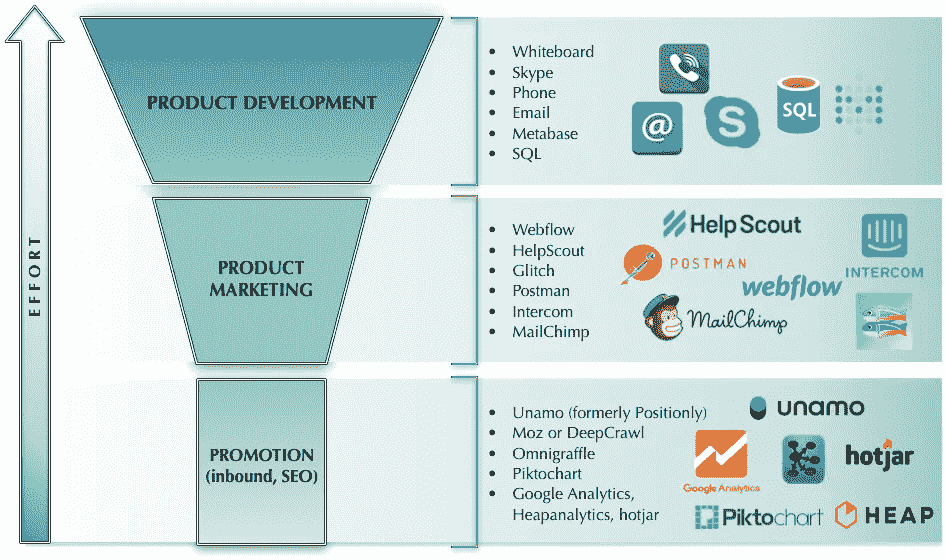 EFFORT
PRODUCT DEVELOPMENT
• Whiteboard
• Skype
• Phone
• Email
• Metabase
• SQL
@
S
SQL
PRODUCT
MARKETING
• Webflow
• HelpScout
• Glitch
• Postman
• Intercom
• MailChimp
Help Scout
POSTMAN
INTERCOM
webflow
MailChimp
PROMOTION
(inbound, SEO)
• Unamo (formerly Positionly)
• Moz or DeepCrawl
• Omnigraffle
• Piktochart
• Google Analytics,
Heapanalytics, hotjar
unamo
Google Analytics
hotjar
Piktochart
HEAP